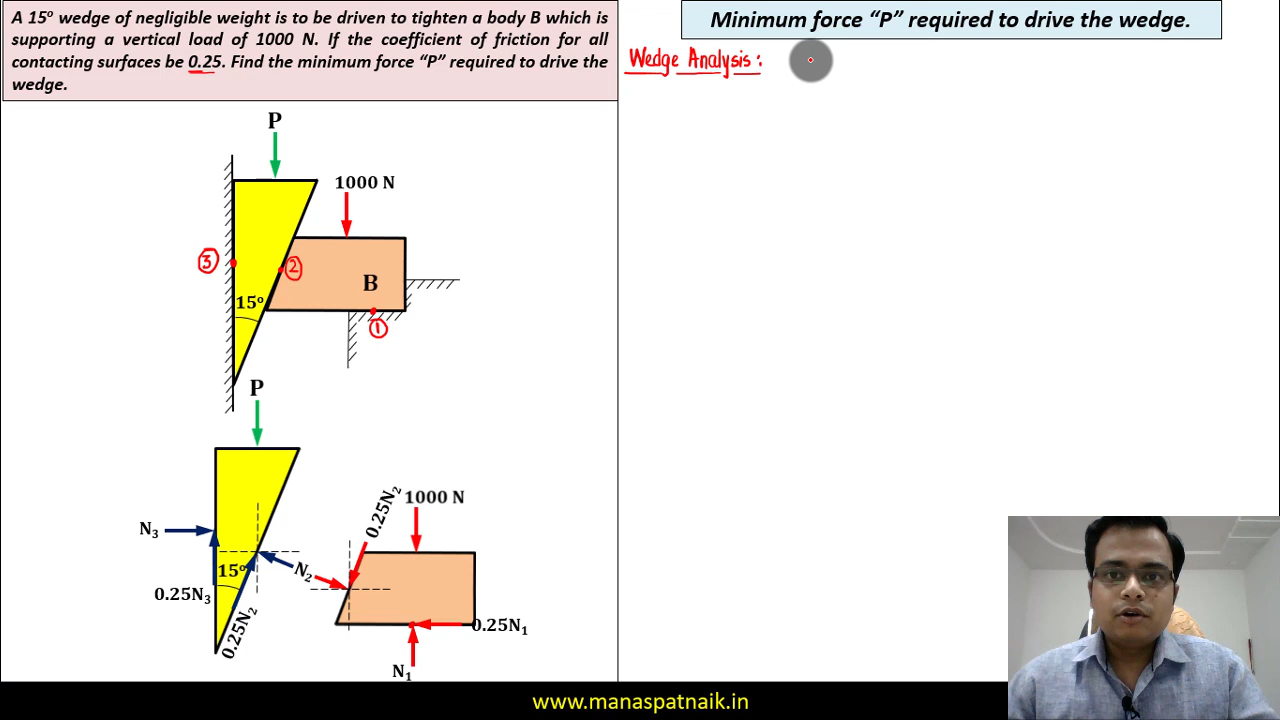 A 15º wedge of negligible weight is to be driven to tighten a body B which is
supporting a vertical load of 1000 N. If the coefficient of friction for all
contacting surfaces be 0.25. Find the minimum force “P” required to drive the
wedge.
Minimum force “P” required to drive the wedge.
Wedge Analysis:
P
1000 N
3
2
B
15º
1
P
1000 N
0.25N₂
N₃
N₂
15º
0.25N₃
0.25N₂
0.25N₁
N₁
www.manaspatnaik.in